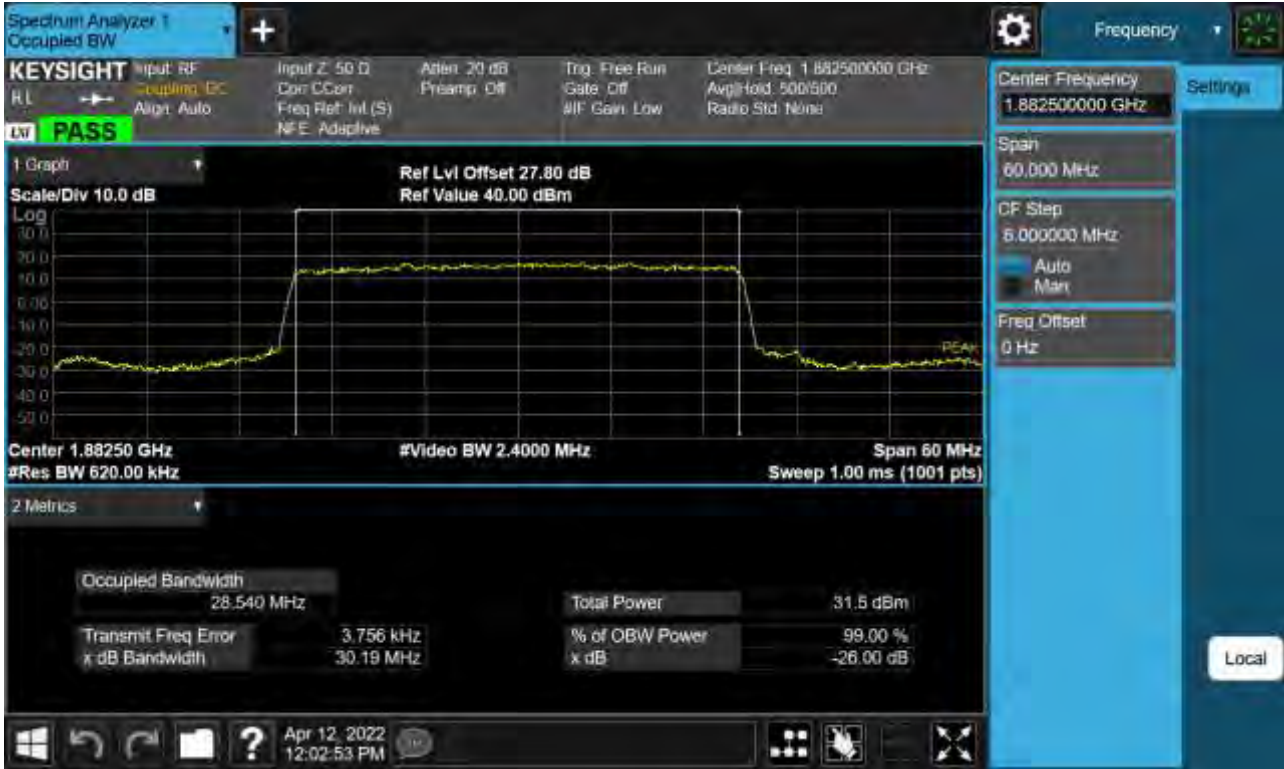 Spectrum Analyzer 1
Occupied BW
Frequency
KEYSIGHT
Input: RF
Coupling: DC
Align: Auto
Input Z: 50 Ω
Corr CCorr
Freq Ref: Int (S)
NFE: Adaptive
Atten: 20 dB
Preamp: Off
Trig: Free Run
Gate: Off
#IF Gain: Low
Center Freq: 1.882500000 GHz
Avg|Hold: 500/500
Radio Std: None
PASS
1 Graph
Scale/Div 10.0 dB
Ref Lvl Offset 27.80 dB
Ref Value 40.00 dBm
Log
30.0
20.0
10.0
0.00
-10.0
-20.0
-30.0
-40.0
-50.0
PEAK
Center 1.88250 GHz
#Res BW 620.00 kHz
#Video BW 2.4000 MHz
Span 60 MHz
Sweep 1.00 ms (1001 pts)
2 Metrics
Occupied Bandwidth
28.540 MHz
Transmit Freq Error
3.756 kHz
x dB Bandwidth
30.19 MHz
Total Power
31.5 dBm
% of OBW Power
99.00 %
x dB
-26.00 dB
Center Frequency
1.882500000 GHz
Settings
Span
60.000 MHz
CF Step
6.000000 MHz
Auto
Man
Freq Offset
0 Hz
Local
?
Apr 12, 2022
12:02:53 PM